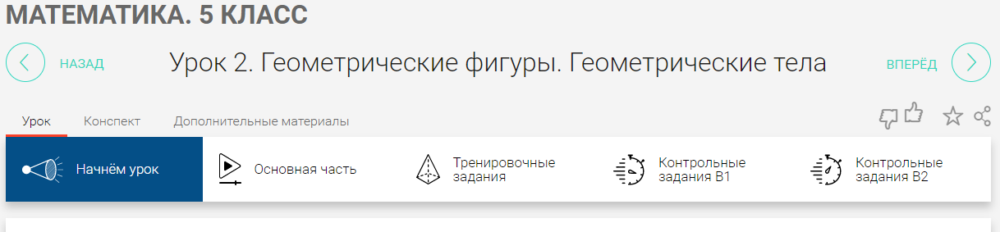 МАТЕМАТИКА. 5 КЛАСС
НАЗАД
Урок 2. Геометрические фигуры. Геометрические тела
ВПЕРЁД
Урок
Конспект
Дополнительные материалы
Начнём урок
Основная часть
Тренировочные
задания
Контрольные
задания В1
Контрольные
задания В2